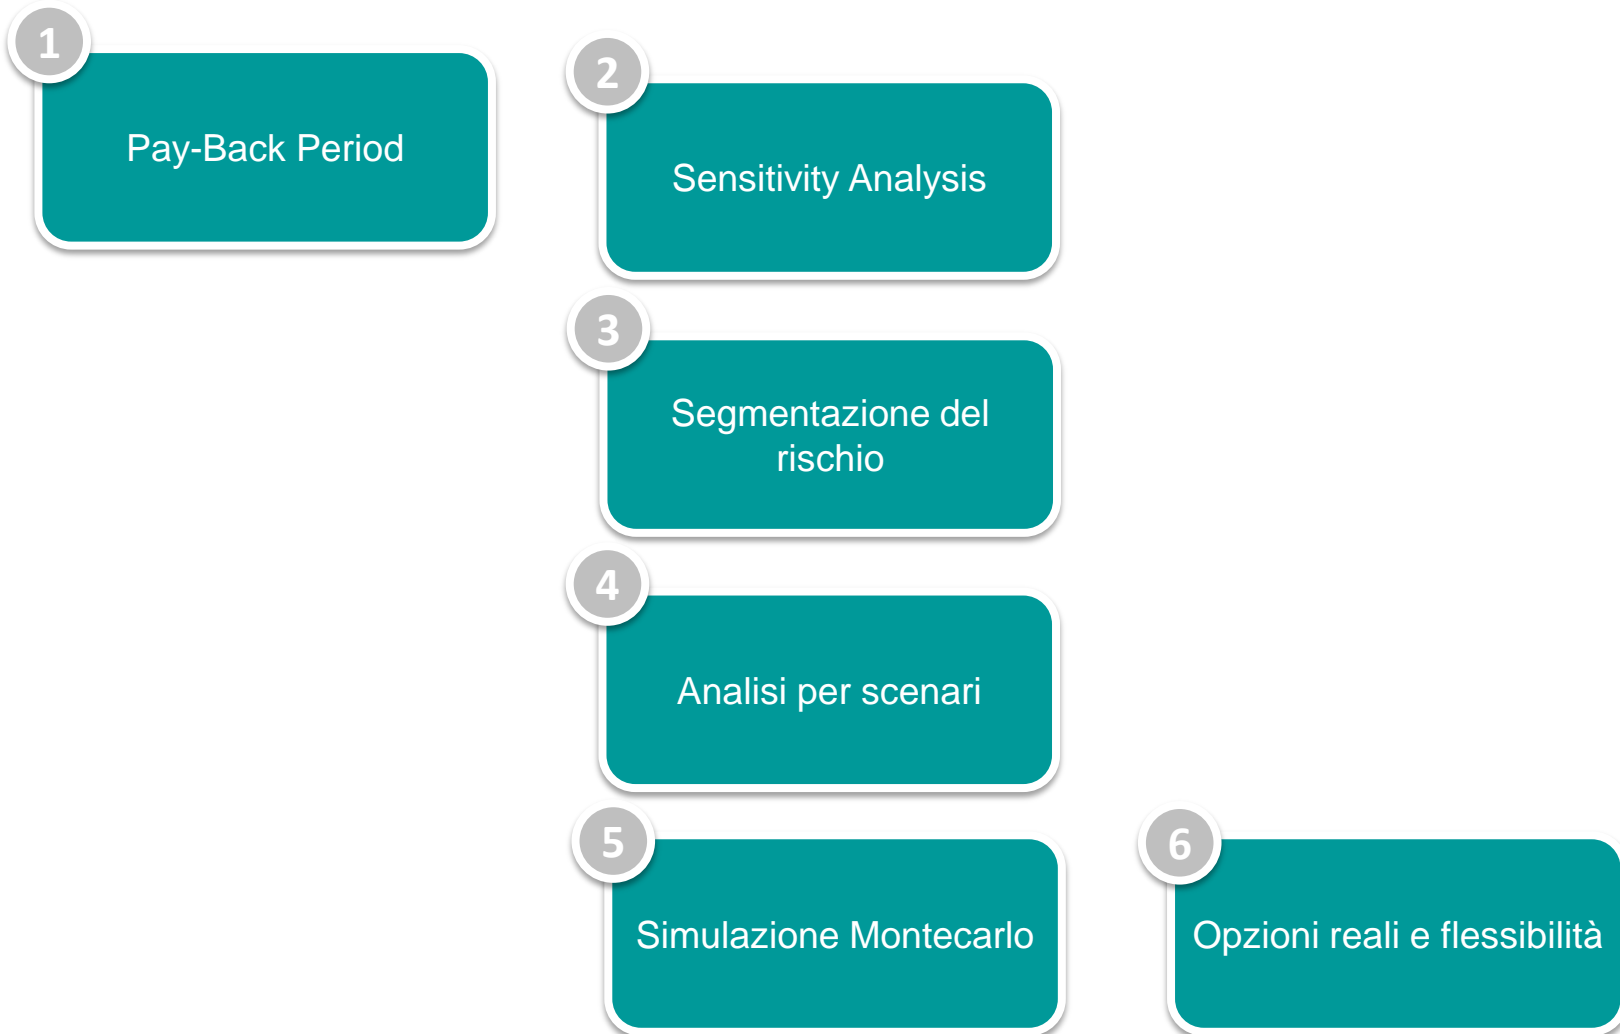 1
Pay-Back Period
2
Sensitivity Analysis
3
Segmentazione del
rischio
4
Analisi per scenari
5
Simulazione Montecarlo
6
Opzioni reali e flessibilità